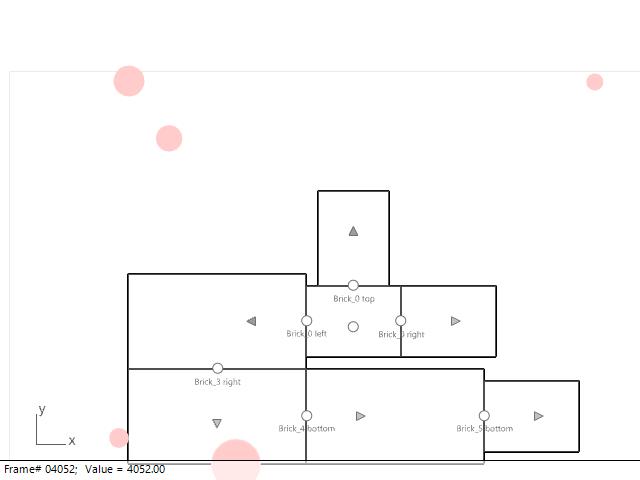 Brick_0 top
Brick_0 left
Brick_0 right
Brick_3 right
y
Brick_4 bottom
Brick_5 bottom
x
Frame# 04052; Value = 4052.00